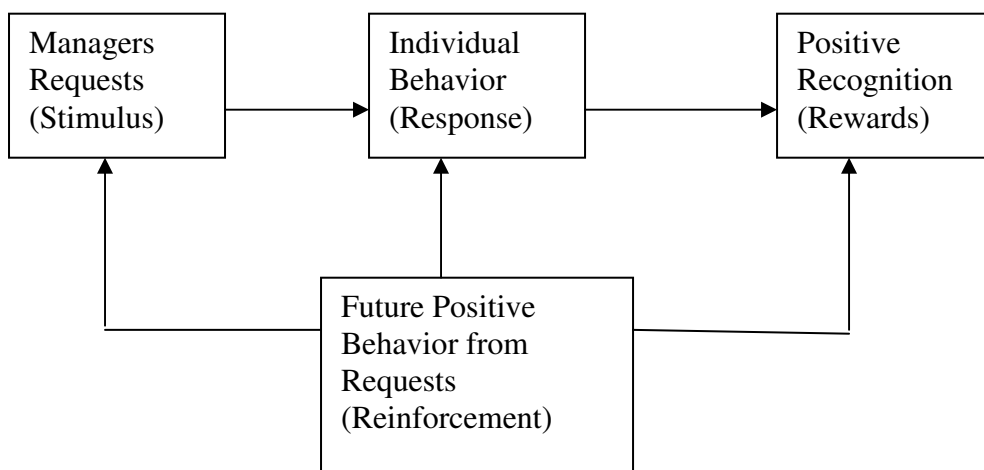 Managers
Requests
(Stimulus)
Individual
Behavior
(Response)
Positive
Recognition
(Rewards)
Future Positive
Behavior from
Requests
(Reinforcement)